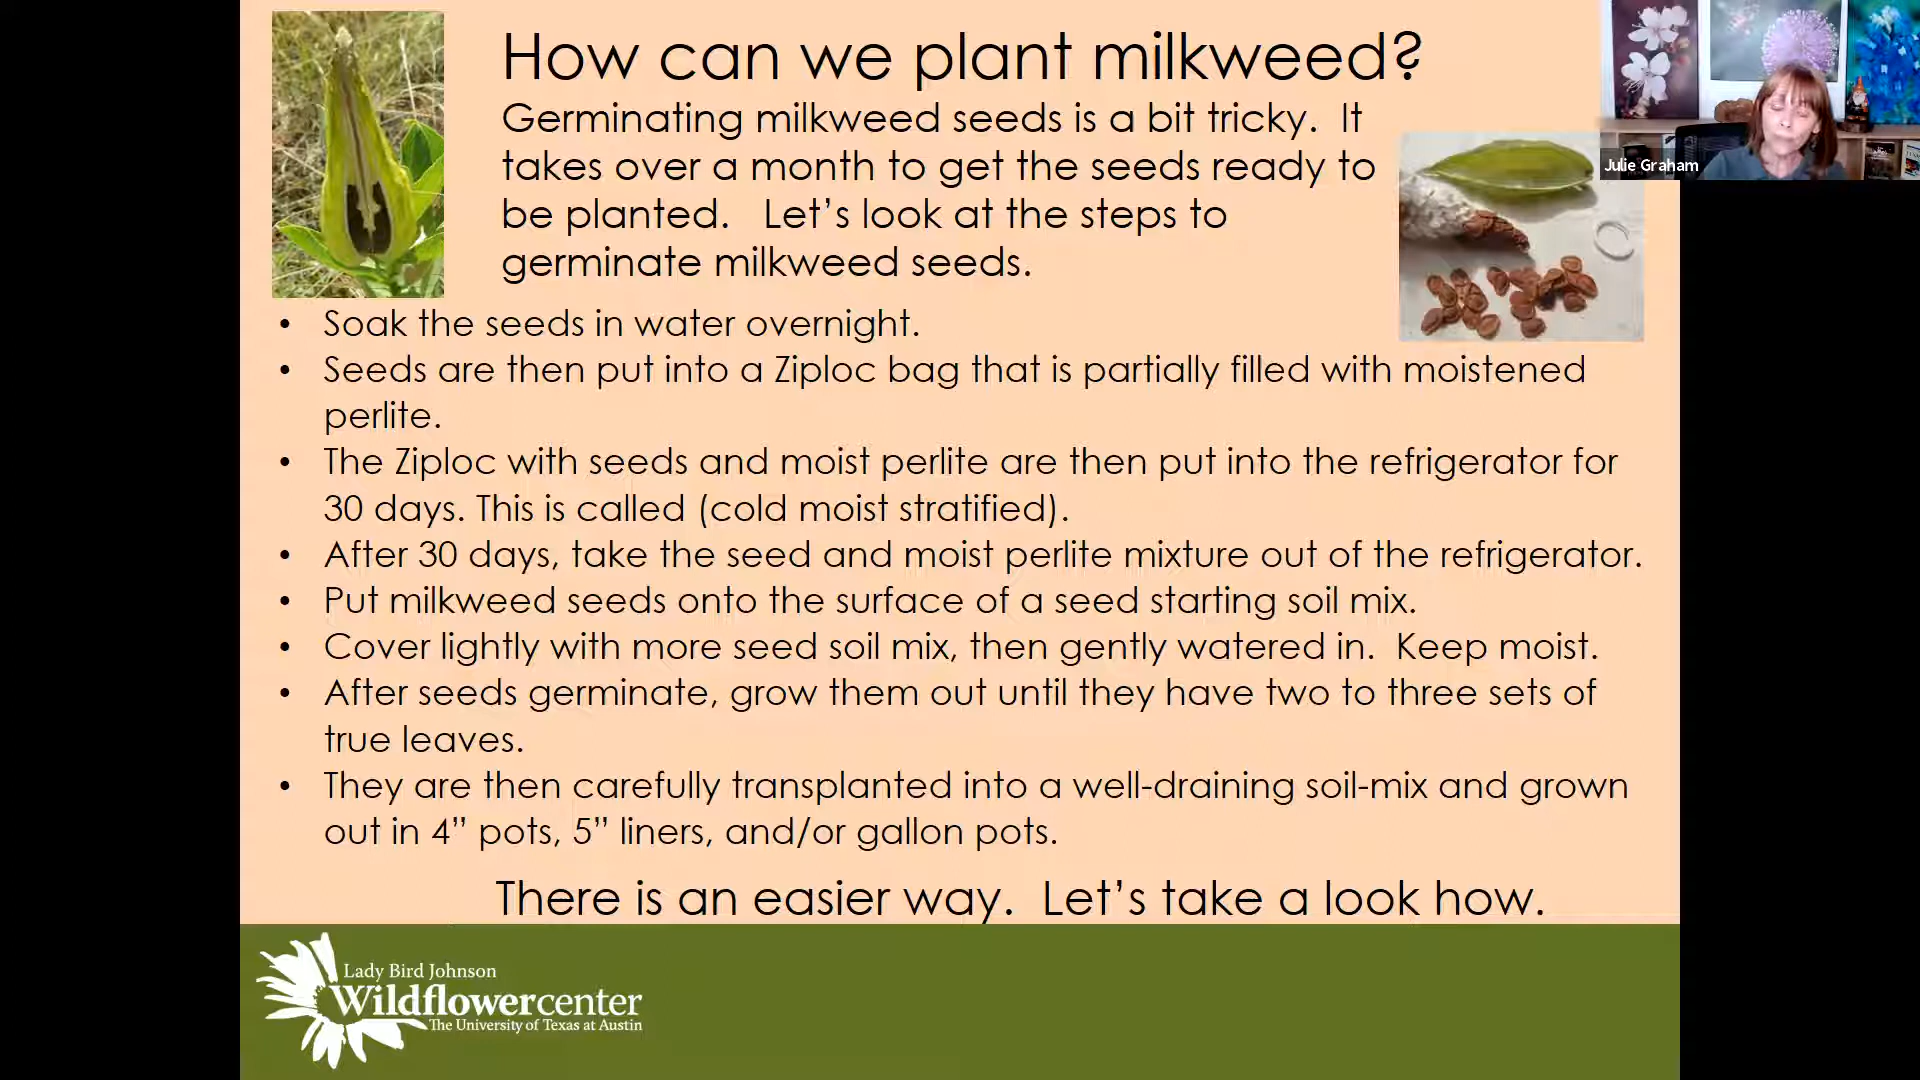 How can we plant milkweed?
Germinating milkweed seeds is a bit tricky. It
takes over a month to get the seeds ready to
be planted. Let's look at the steps to
germinate milkweed seeds.
Julie Graham
• Soak the seeds in water overnight.
• Seeds are then put into a Ziploc bag that is partially filled with moistened
perlite.
• The Ziploc with seeds and moist perlite are then put into the refrigerator for
30 days. This is called (cold moist stratified).
• After 30 days, take the seed and moist perlite mixture out of the refrigerator.
• Put milkweed seeds onto the surface of a seed starting soil mix.
• Cover lightly with more seed soil mix, then gently watered in. Keep moist.
• After seeds germinate, grow them out until they have two to three sets of
true leaves.
• They are then carefully transplanted into a well-draining soil-mix and grown
out in 4” pots, 5” liners, and/or gallon pots.
There is an easier way. Let’s take a look how.
Lady Bird Johnson
Wildflowercenter
The University of Texas at Austin